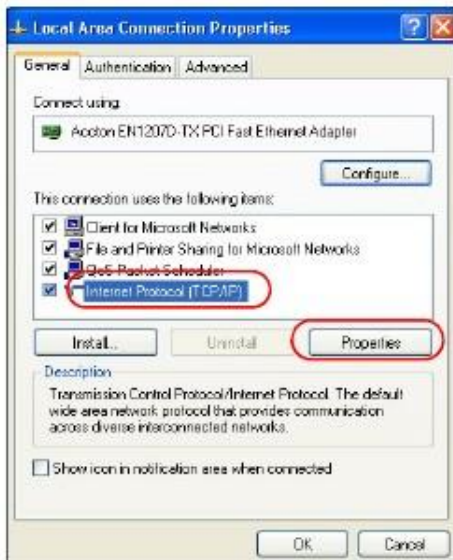 Local Area Connection Properties
General Authentication Advanced
Connect using:
Accton EN1207D-TX PCI Fast Ethernet Adapter
Configure...
This connection uses the following items:
Client for Microsoft Networks
File and Printer Sharing for Microsoft Networks
QoS Packet Scheduler
Internet Protocol (TCP/IP)
Install... Uninstall Properties
Description
Transmission Control Protocol/Internet Protocol. The default
wide area network protocol that provides communication
across diverse interconnected networks.
Show icon in notification area when connected
OK Cancel